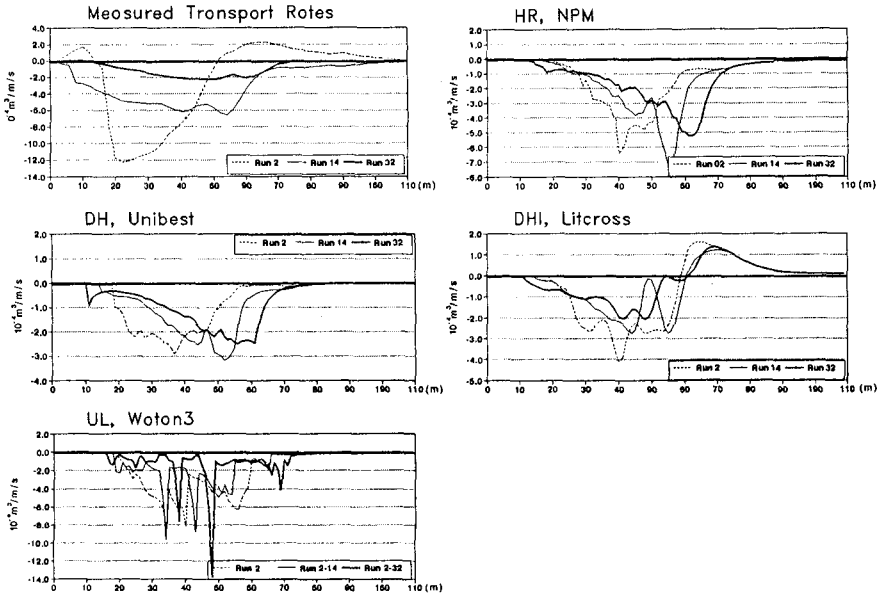 Measured Transport Rotes
4.0
2.0
0.0
-2.0
-4.0
-6.0
-8.0
-10.0
-12.0
-14.0
0⁻⁴m³/m/s
Run 2 Run 14 Run 32
0 10 20 30 40 50 60 70 80 90 100 110 (m)
HR, NPM
2.0
1.0
0.0
-1.0
-2.0
-3.0
-4.0
-5.0
-6.0
-7.0
-8.0
10⁻⁴m³/m/s
Run 02 Run 14 Run 32
0 10 20 30 40 50 60 70 80 90 100 110 (m)
DH, Unibest
2.0
1.0
0.0
-1.0
-2.0
-3.0
-4.0
10⁻⁴m³/m/s
Run 2 Run 14 Run 32
0 10 20 30 40 50 60 70 80 90 100 110 (m)
DHI, Litcross
2.0
1.0
0.0
-1.0
-2.0
-3.0
-4.0
-5.0
10⁻⁴m³/m/s
Run 2 Run 14 Run 32
0 10 20 30 40 50 60 70 80 90 100 110 (m)
UL, Woton3
2.0
0.0
-2.0
-4.0
-6.0
-8.0
-10.0
-12.0
-14.0
10⁻⁴m³/m/s
Run 2 Run 2-14 Run 2-32
0 10 20 30 40 50 60 70 80 90 100 110 (m)